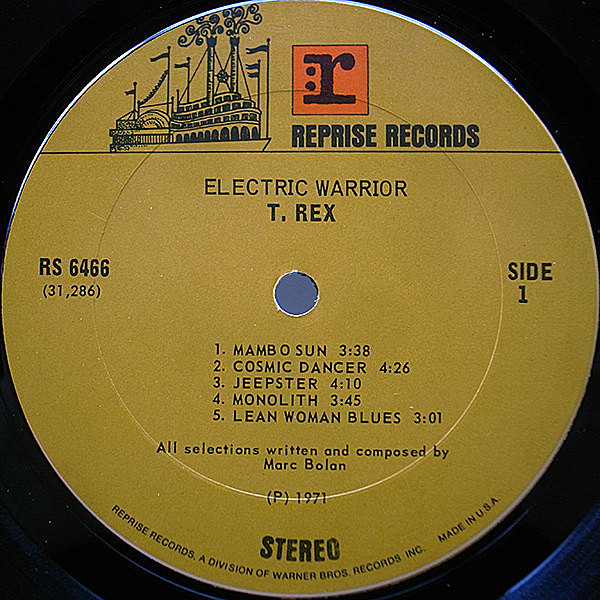 r
REPRISE RECORDS
ELECTRIC WARRIOR
T. REX
RS 6466
(31,286)
SIDE
1
1. MAMBO SUN 3:38
2. COSMIC DANCER 4:26
3. JEEPSTER 4:10
4. MONOLITH 3:45
5. LEAN WOMAN BLUES 3:01
All selections written and composed by
Marc Bolan
(P) 1971
STEREO
REPRISE RECORDS, A DIVISION OF WARNER BROS. RECORDS INC. MADE IN U.S.A.